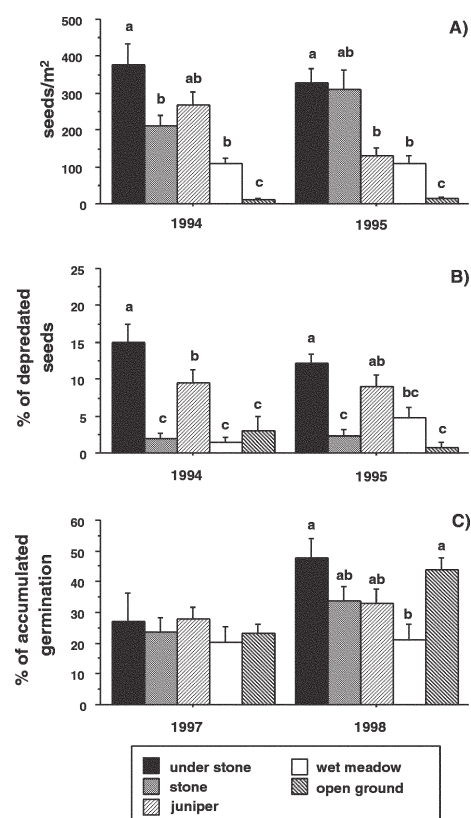 A)
seeds/m²
500
400
300
200
100
0
a
b
ab
b
c
a
ab
b
b
c
1994
1995
B)
% of depredated
seeds
25
20
15
10
5
0
a
c
b
c
c
a
c
ab
bc
c
1994
1995
C)
% of accumulated
germination
60
50
40
30
20
10
0
a
ab
ab
b
a
1997
1998
under stone
wet meadow
stone
open ground
juniper